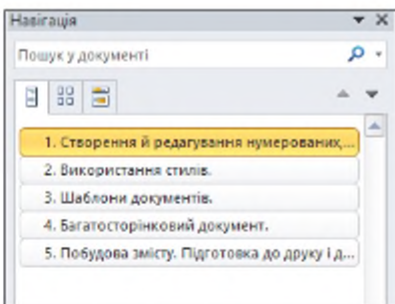 Навігація
Пошук у документі
1. Створення й редагування нумерованих,...
2. Використання стилів.
3. Шаблони документів.
4. Багатосторінковий документ.
5. Побудова змісту. Підготовка до друку і д...